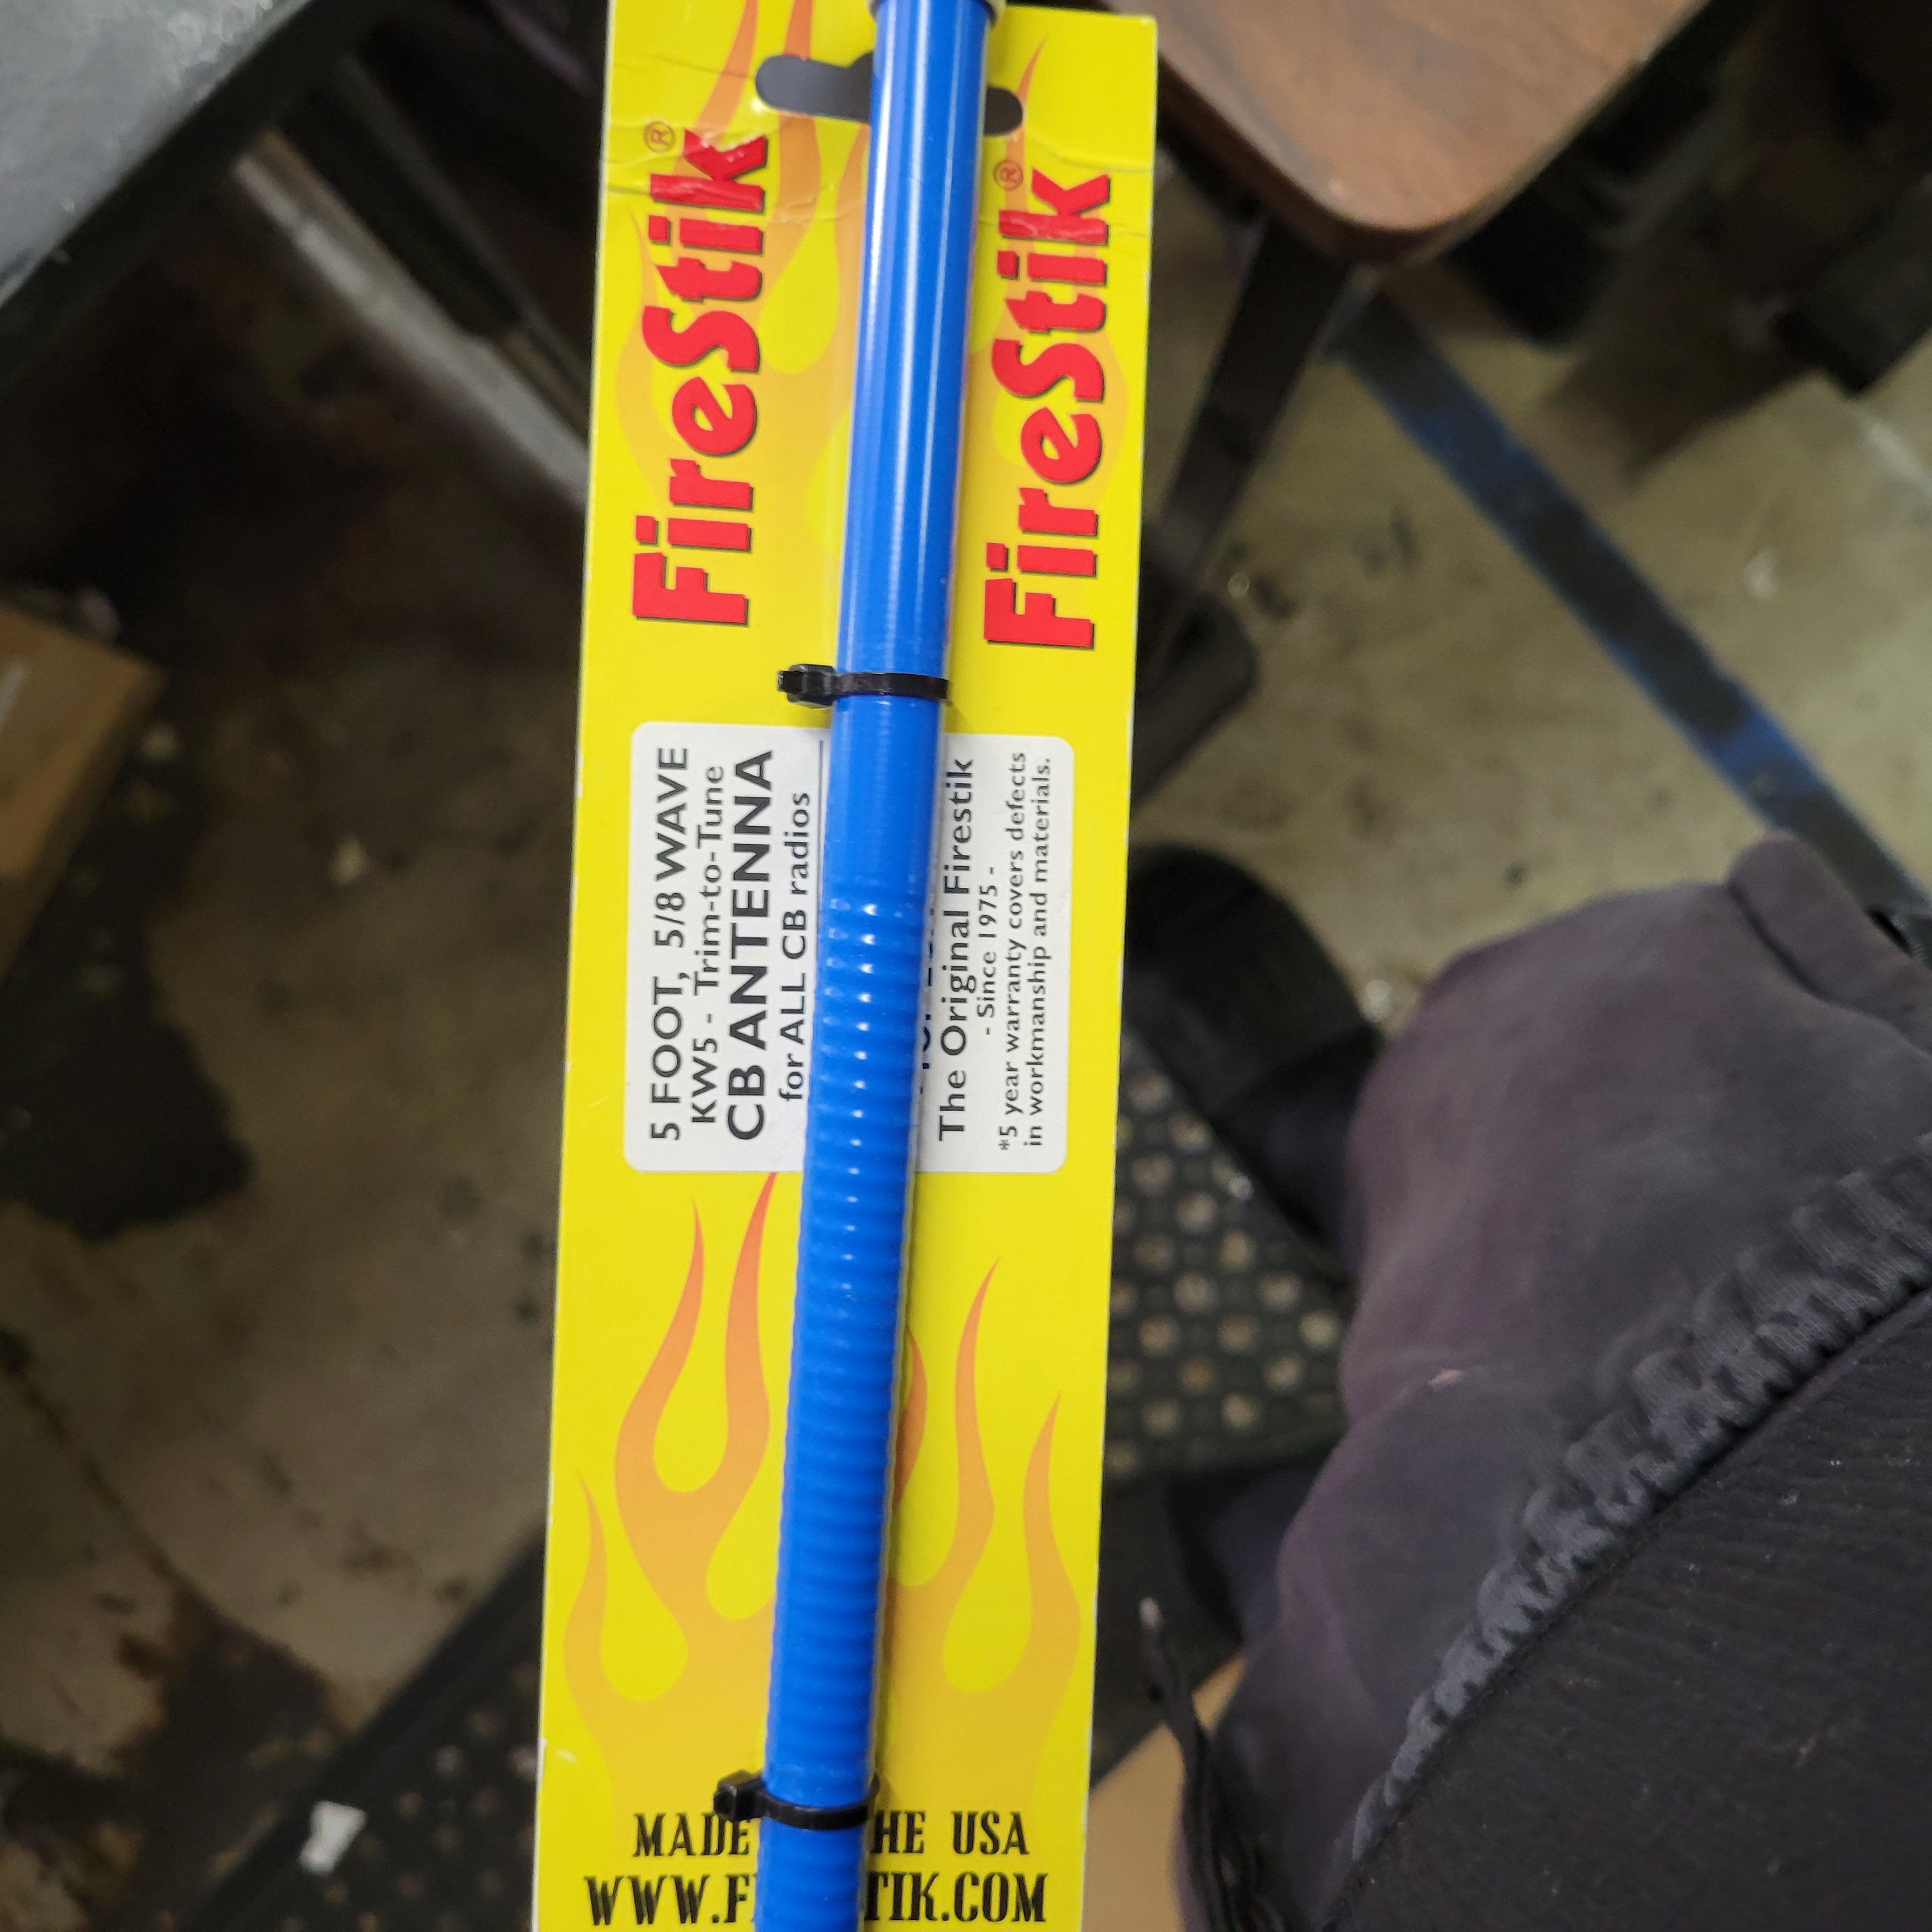 FireStik®
FireStik®
5 FOOT, 5/8 WAVE
KW5 - Trim-to-Tune
CB ANTENNA
for ALL CB radios
The Original Firestik
- Since 1975 -
*5 year warranty covers defects
in workmanship and materials.
MADE HE USA
WWW.F TIK.COM